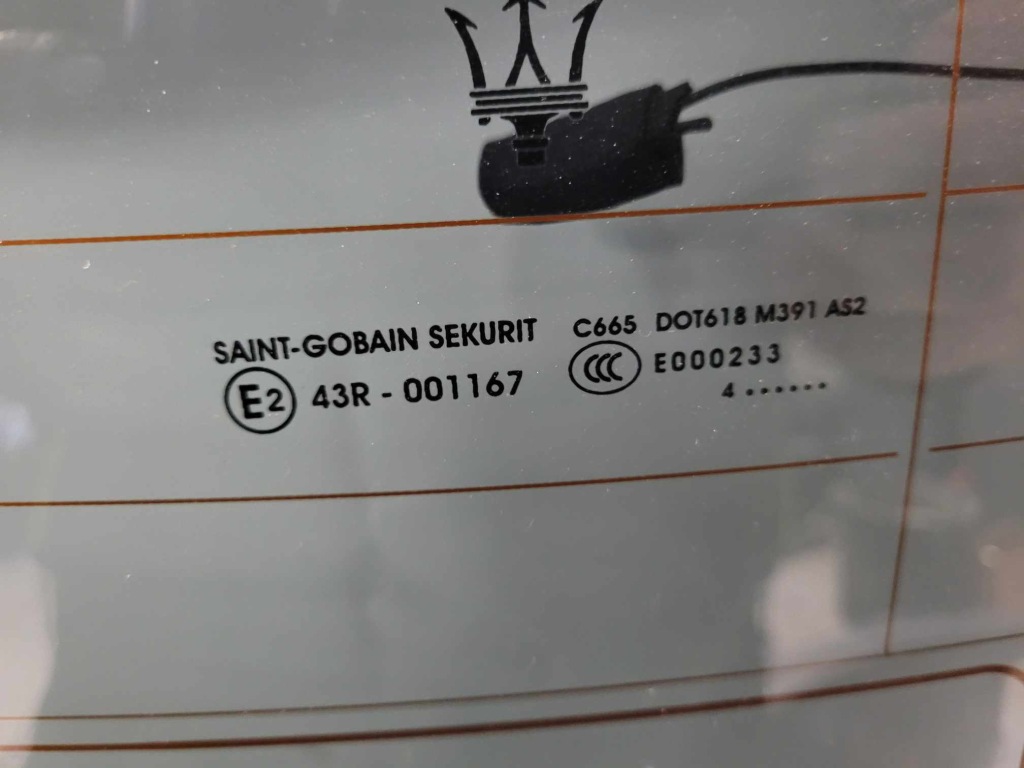 SAINT-GOBAIN SEKURIT C665 DOT618 M391 AS2
E2 43R - 001167 CCC E000233
4 ......